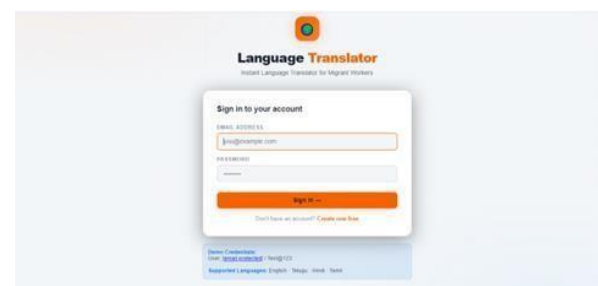 Language Translator
Instant Language Translator for Migrant Workers
Sign in to your account
EMAIL ADDRESS
you@example.com
PASSWORD
••••••••
Sign In →
Don't have an account? Create one free
Demo Credentials:
User: [email protected] / Test@123
Supported Languages: English · Telugu · Hindi · Tamil